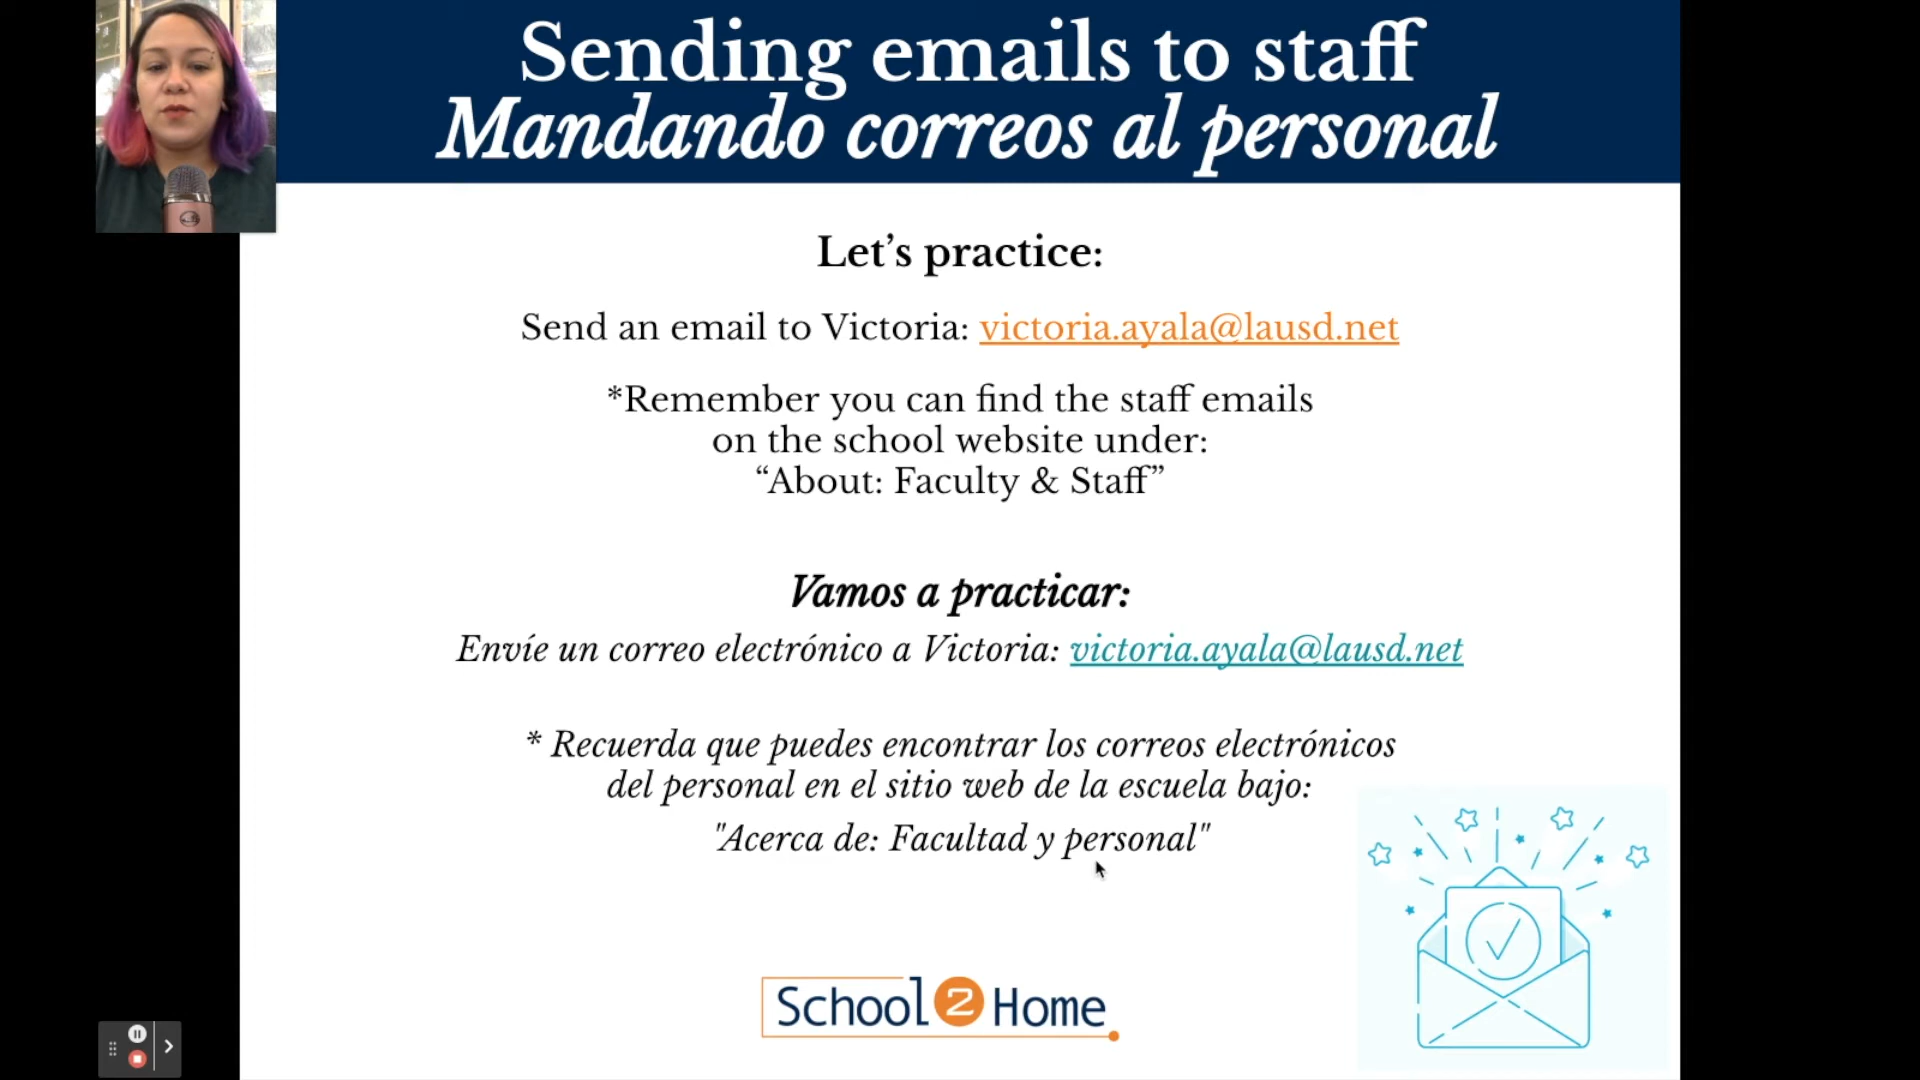 Sending emails to staff
Mandando correos al personal
Let’s practice:
Send an email to Victoria: victoria.ayala@lausd.net
*Remember you can find the staff emails
on the school website under:
“About: Faculty & Staff”
Vamos a practicar:
Envíe un correo electrónico a Victoria: victoria.ayala@lausd.net
* Recuerda que puedes encontrar los correos electrónicos
del personal en el sitio web de la escuela bajo:
"Acerca de: Facultad y personal"
School2Home